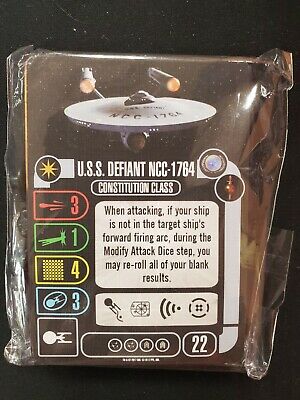 NCC-1764
U.S.S. DEFIANT NCC-1764
CONSTITUTION CLASS
3
1
4
3
When attacking, if your ship
is not in the target ship's
forward firing arc, during the
Modify Attack Dice step, you
may re-roll all of your blank
results.
22